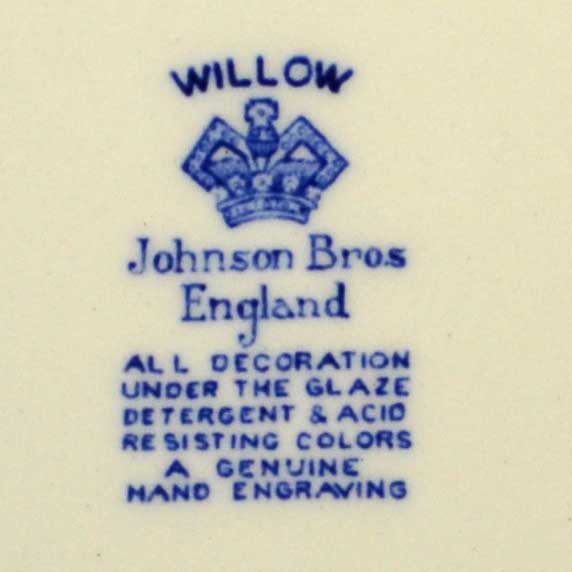 WILLOW
Johnson Bros
England
ALL DECORATION
UNDER THE GLAZE
DETERGENT & ACID
RESISTING COLORS
A GENUINE
HAND ENGRAVING